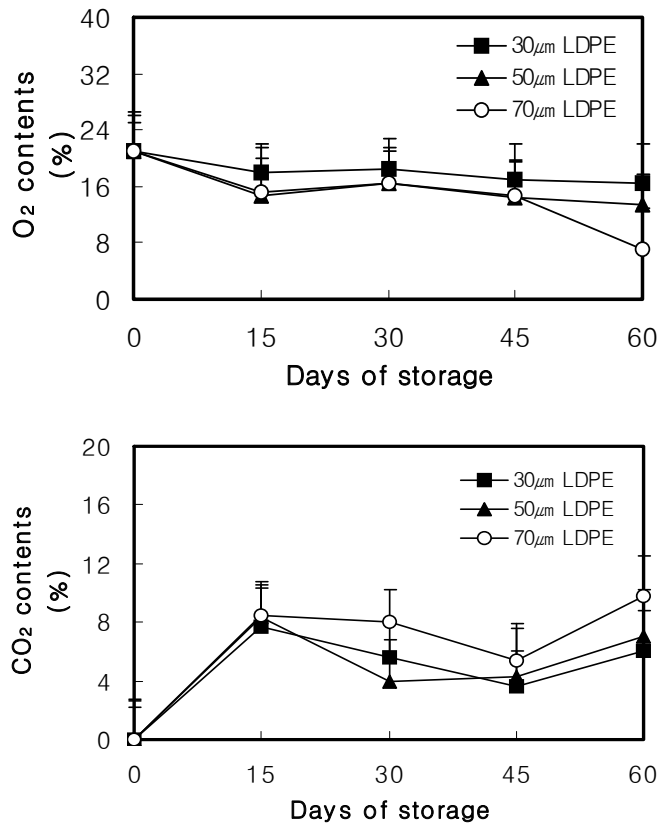 40
32
24
16
8
0
O₂ contents
(%)
30㎛ LDPE
50㎛ LDPE
70㎛ LDPE
0 15 30 45 60
Days of storage
20
16
12
8
4
0
CO₂ contents
(%)
30㎛ LDPE
50㎛ LDPE
70㎛ LDPE
0 15 30 45 60
Days of storage